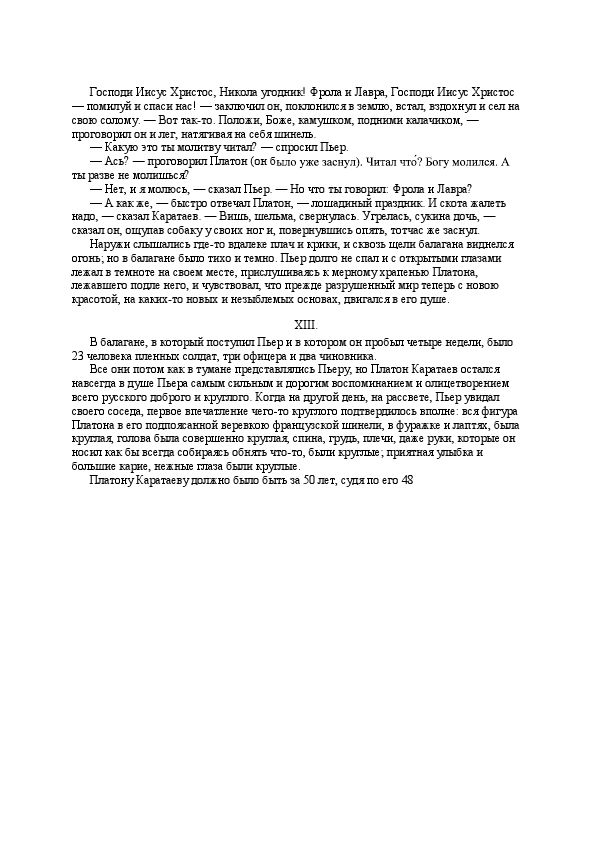 Господи Иисус Христос, Никола угодник! Фрола и Лавра, Господи Иисус Христос
— помилуй и спаси нас! — заключил он, поклонился в землю, встал, вздохнул и сел на
свою солому. — Вот так-то. Положи, Боже, камушком, подними калачиком, —
проговорил он и лег, натягивая на себя шинель.
— Какую это ты молитву читал? — спросил Пьер.
— Ась? — проговорил Платон (он было уже заснул). Читал что́? Богу молился. А
ты разве не молишься?
— Нет, и я молюсь, — сказал Пьер. — Но что ты говорил: Фрола и Лавра?
— А как же, — быстро отвечал Платон, — лошадиный праздник. И скота жалеть
надо, — сказал Каратаев. — Вишь, шельма, свернулась. Угрелась, сукина дочь, —
сказал он, ощупав собаку у своих ног и, повернувшись опять, тотчас же заснул.
Наружи слышались где-то вдалеке плач и крики, и сквозь щели балагана виднелся
огонь; но в балагане было тихо и темно. Пьер долго не спал и с открытыми глазами
лежал в темноте на своем месте, прислушиваясь к мерному храпенью Платона,
лежавшего подле него, и чувствовал, что прежде разрушенный мир теперь с новою
красотой, на каких-то новых и незыблемых основах, двигался в его душе.
XIII.
В балагане, в который поступил Пьер и в котором он пробыл четыре недели, было
23 человека пленных солдат, три офицера и два чиновника.
Все они потом как в тумане представлялись Пьеру, но Платон Каратаев остался
навсегда в душе Пьера самым сильным и дорогим воспоминанием и олицетворением
всего русского доброго и круглого. Когда на другой день, на рассвете, Пьер увидал
своего соседа, первое впечатление чего-то круглого подтвердилось вполне: вся фигура
Платона в его подпоясанной веревкою французской шинели, в фуражке и лаптях, была
круглая, голова была совершенно круглая, спина, грудь, плечи, даже руки, которые он
носил как бы всегда собираясь обнять что-то, были круглые; приятная улыбка и
большие карие, нежные глаза были круглые.
Платону Каратаеву должно было быть за 50 лет, судя по его 48